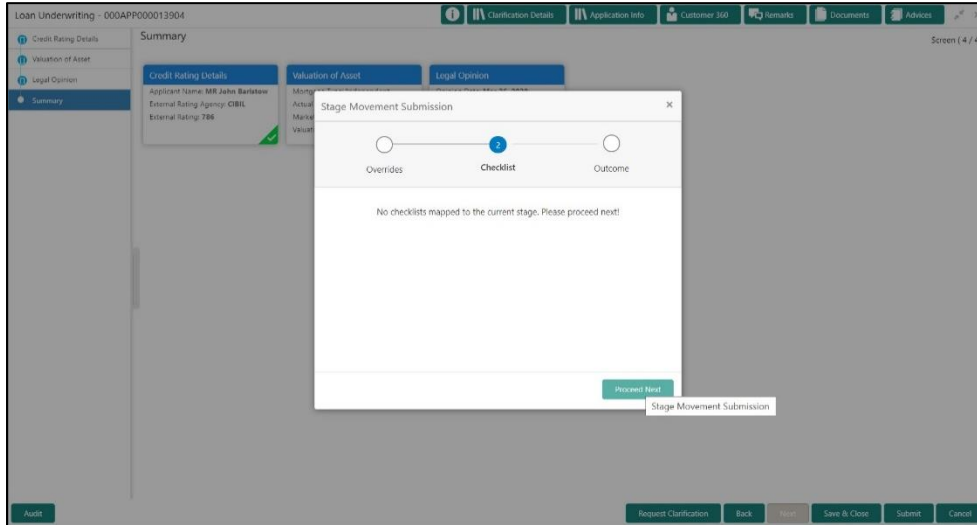 Loan Underwriting - 000APP000013904
Clarification Details
Application Info
Customer 360
Remarks
Documents
Advices
Credit Rating Details
Valuation of Asset
Legal Opinion
Summary
Summary
Screen ( 4 / 4
Credit Rating Details
Applicant Name: MR John Baristow
External Rating Agency: CIBIL
External Rating: 786
Valuation of Asset
Actual
Market
Legal Opinion
Stage Movement Submission
×
2
Overrides
Checklist
Outcome
No checklists mapped to the current stage. Please proceed next!
Proceed Next
Stage Movement Submission
Audit
Request Clarification
Back
Next
Save & Close
Submit
Cancel